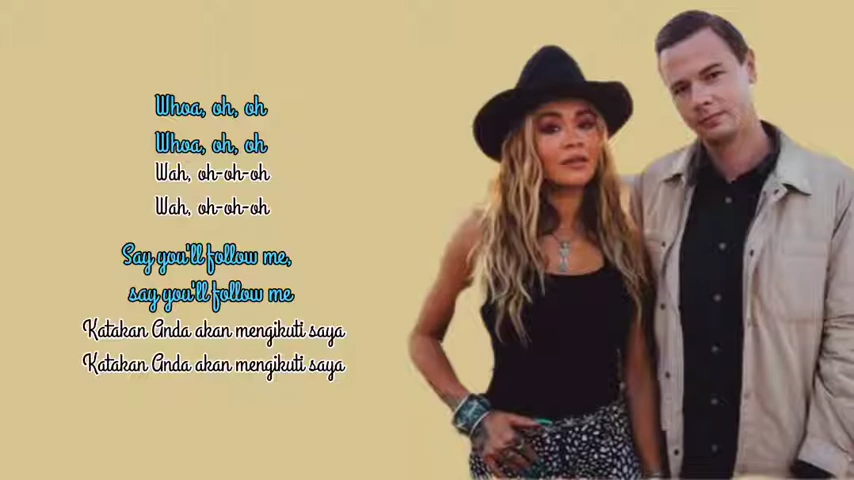 Whoa, oh, oh
Whoa, oh, oh
Wah, oh-oh-oh
Wah, oh-oh-oh
Say you'll follow me,
say you'll follow me
Katakan Anda akan mengikuti saya
Katakan Anda akan mengikuti saya